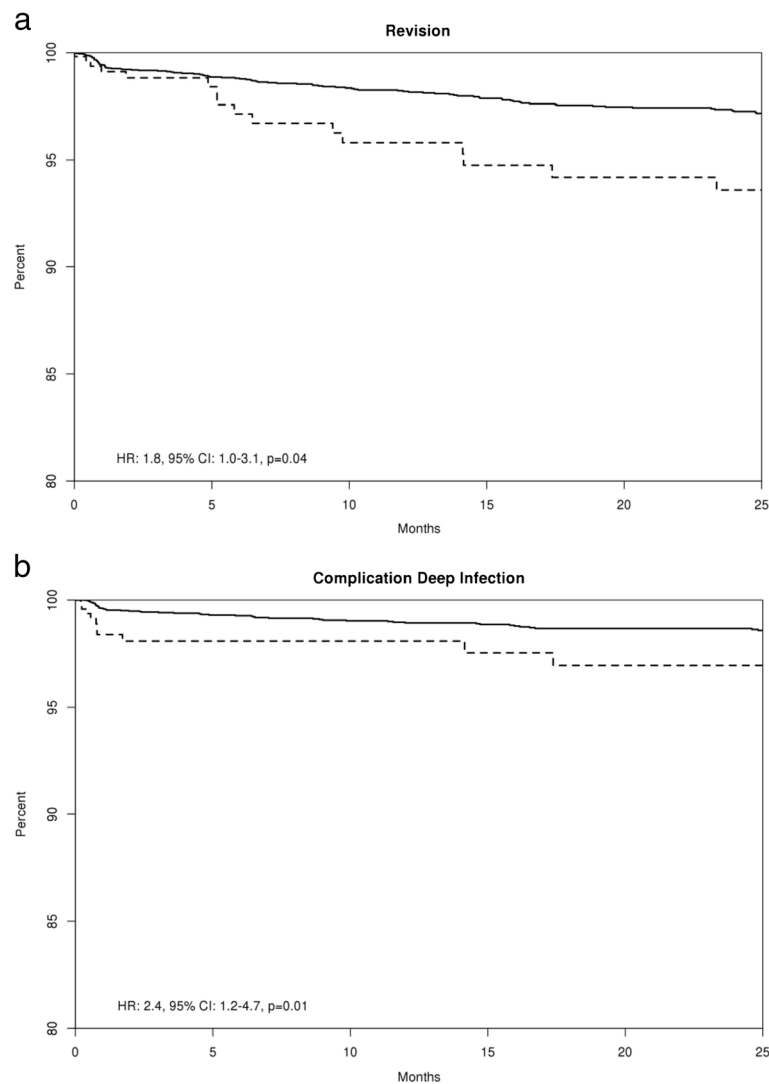 a
Revision
100
95
90
85
80
Percent
HR: 1.8, 95% CI: 1.0-3.1, p=0.04
0 5 10 15 20 25
Months
b
Complication Deep Infection
100
95
90
85
80
Percent
HR: 2.4, 95% CI: 1.2-4.7, p=0.01
0 5 10 15 20 25
Months